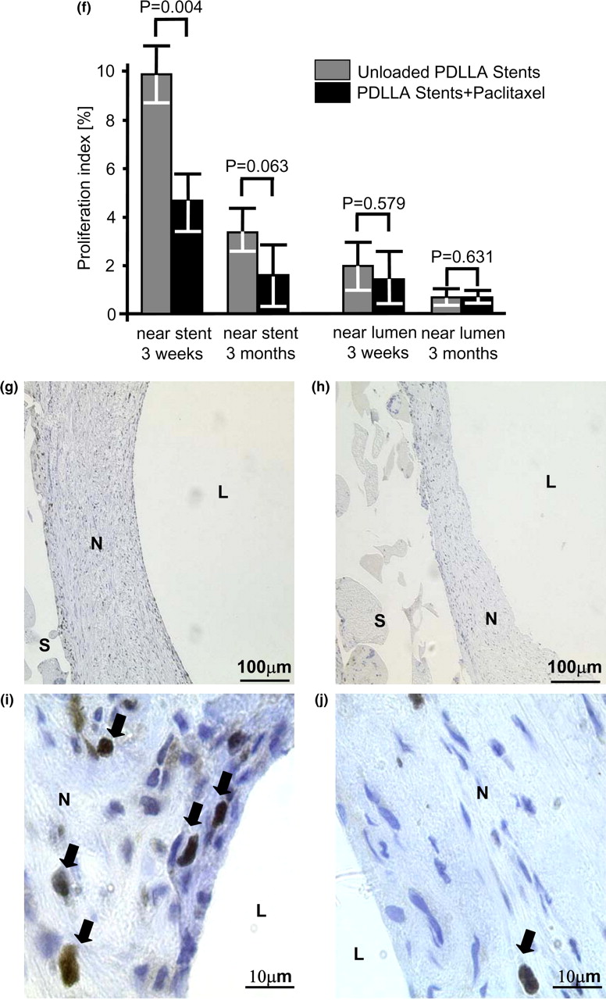 (f)
P=0.004
10
8
6
4
2
0
Proliferation index [%]
Unloaded PDLLA Stents
PDLLA Stents+Paclitaxel
P=0.063
P=0.579
P=0.631
near stent near stent near lumen near lumen
3 weeks 3 months 3 weeks 3 months
(g)
L
N
S
100μm
(h)
L
S
N
100μm
(i)
N
L
10μm
(j)
N
L
10μm